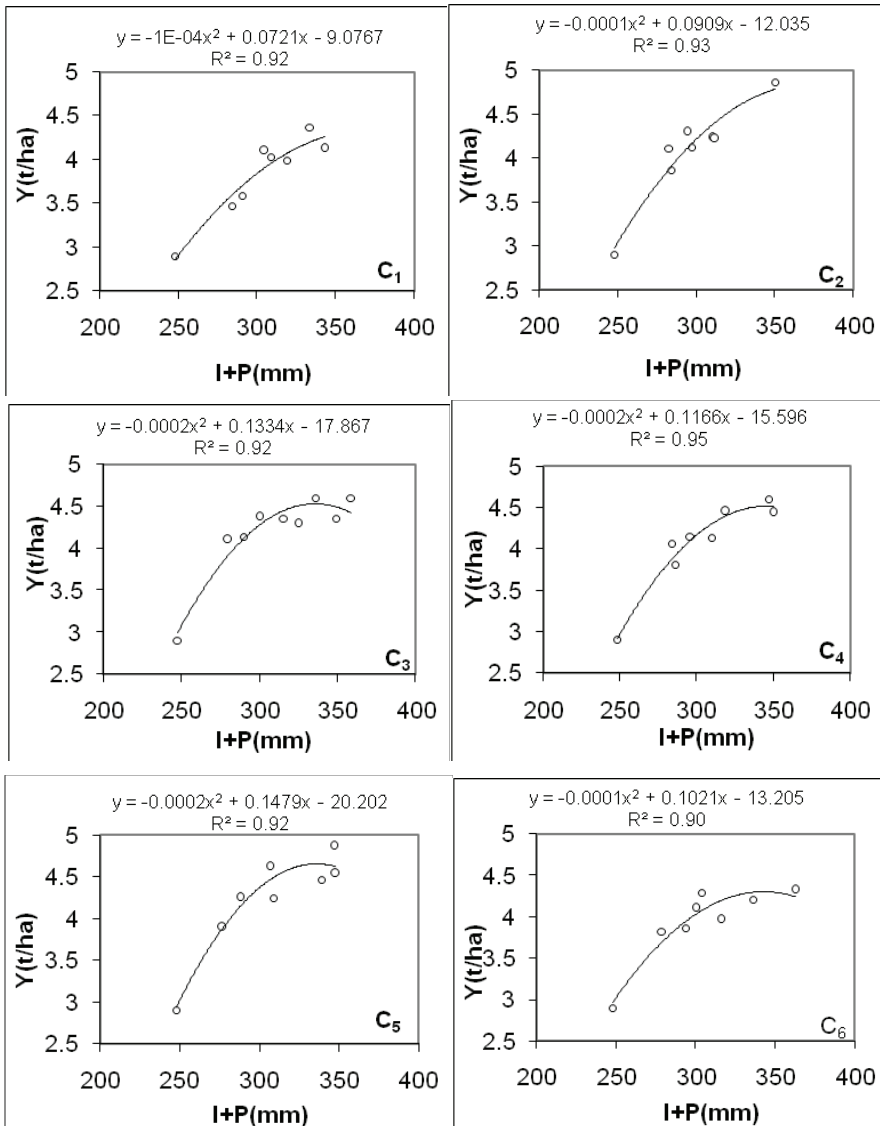 y = -1E-04x² + 0.0721x - 9.0767
R² = 0.92
5
4.5
4
3.5
3
2.5
Y(t/ha)
C₁
200 250 300 350 400
I+P(mm)
y = -0.0001x² + 0.0909x - 12.035
R² = 0.93
5
4.5
4
3.5
3
2.5
Y(t/ha)
C₂
200 250 300 350 400
I+P(mm)
y = -0.0002x² + 0.1334x - 17.867
R² = 0.92
5
4.5
4
3.5
3
2.5
Y(t/ha)
C₃
200 250 300 350 400
I+P(mm)
y = -0.0002x² + 0.1166x - 15.596
R² = 0.95
5
4.5
4
3.5
3
2.5
Y(t/ha)
C₄
200 250 300 350 400
I+P(mm)
y = -0.0002x² + 0.1479x - 20.202
R² = 0.92
5
4.5
4
3.5
3
2.5
Y(t/ha)
C₅
200 250 300 350 400
I+P(mm)
y = -0.0001x² + 0.1021x - 13.205
R² = 0.90
5
4.5
4
3.5
3
2.5
Y(t/ha)
C₆
200 250 300 350 400
I+P(mm)